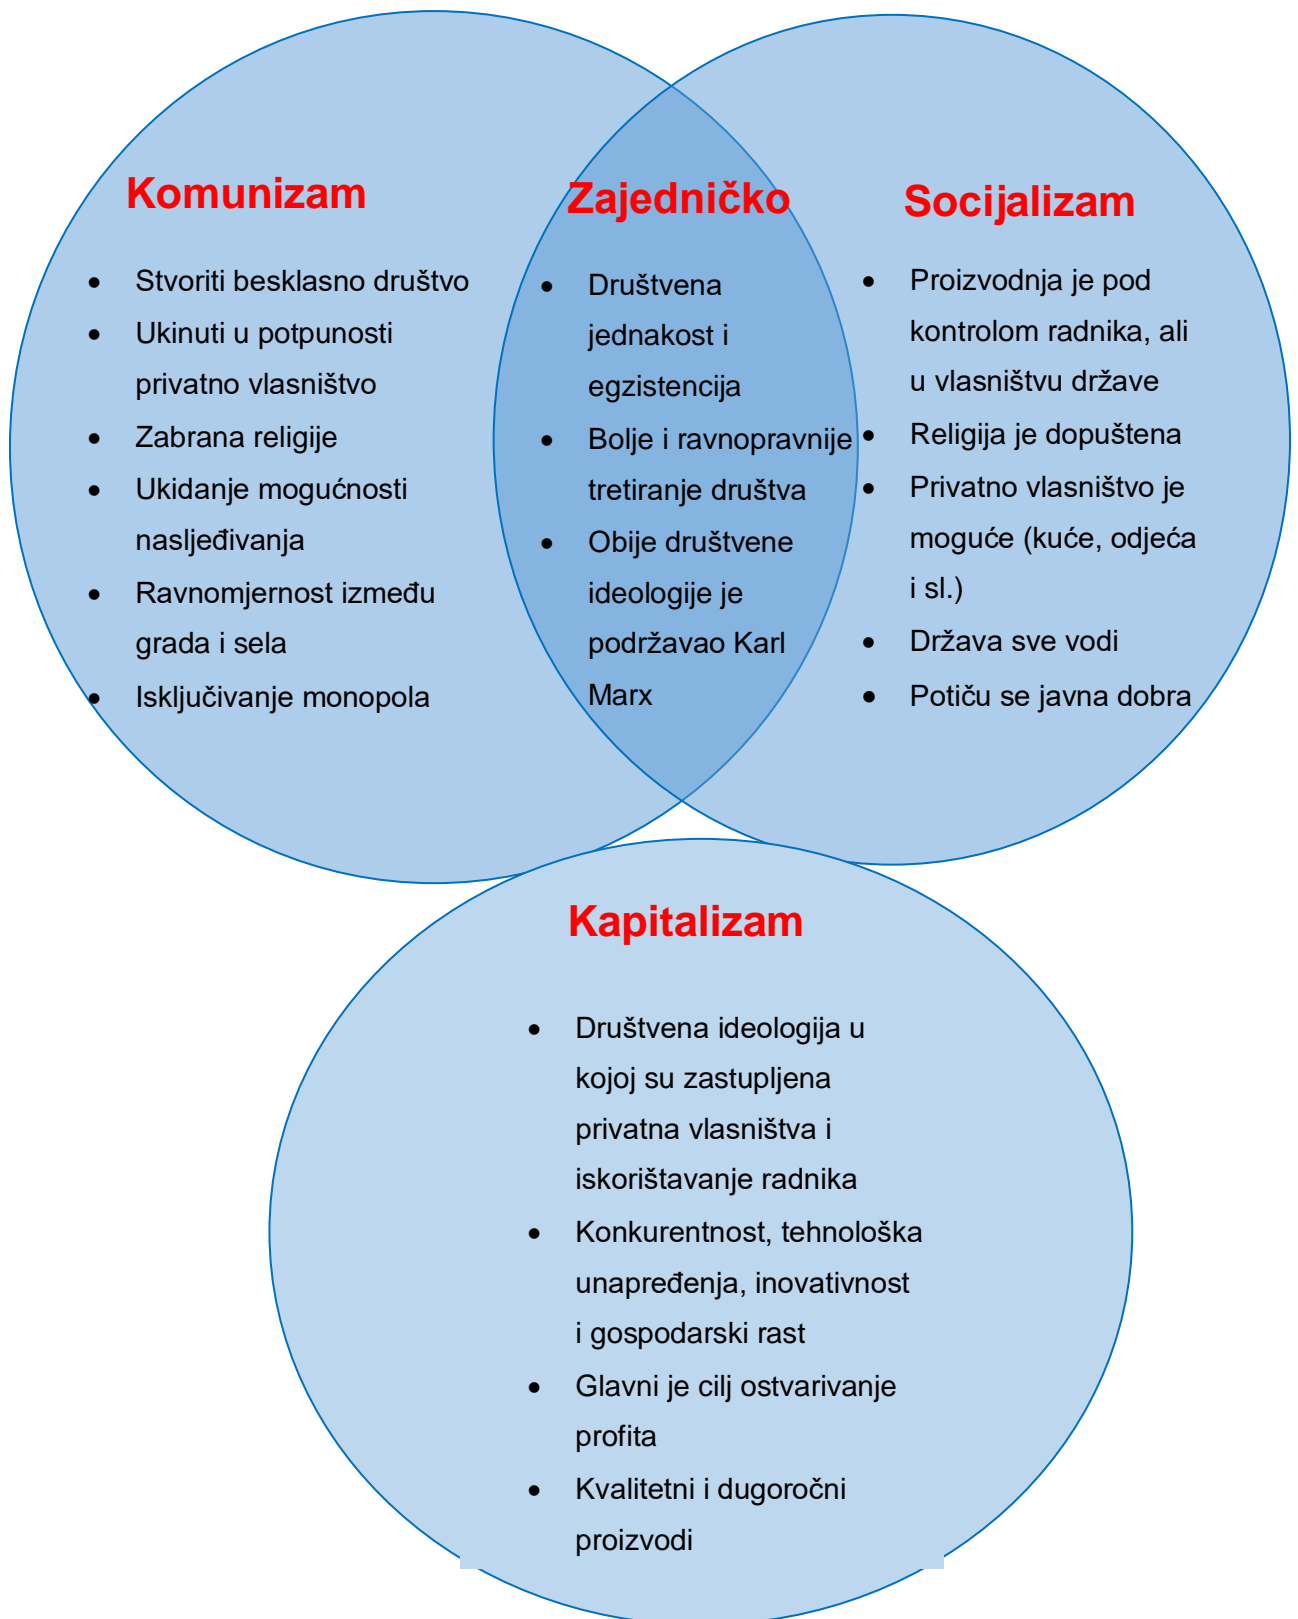 Komunizam
• Stvoriti besklasno društvo
• Ukinuti u potpunosti
privatno vlasništvo
• Zabrana religije
• Ukidanje mogućnosti
nasljeđivanja
• Ravnomjernost između
grada i sela
• Isključivanje monopola
Zajedničko
• Društvena
jednakost i
egzistencija
• Bolje i ravnopravnije
tretiranje društva
• Obije društvene
ideologije je
podržavao Karl
Marx
Socijalizam
• Proizvodnja je pod
kontrolom radnika, ali
u vlasništvu države
• Religija je dopuštena
• Privatno vlasništvo je
moguće (kuće, odjeća
i sl.)
• Država sve vodi
• Potiču se javna dobra
Kapitalizam
• Društvena ideologija u
kojoj su zastupljena
privatna vlasništva i
iskorištavanje radnika
• Konkurentnost, tehnološka
unapređenja, inovativnost
i gospodarski rast
• Glavni je cilj ostvarivanje
profita
• Kvalitetni i dugoročni
proizvodi